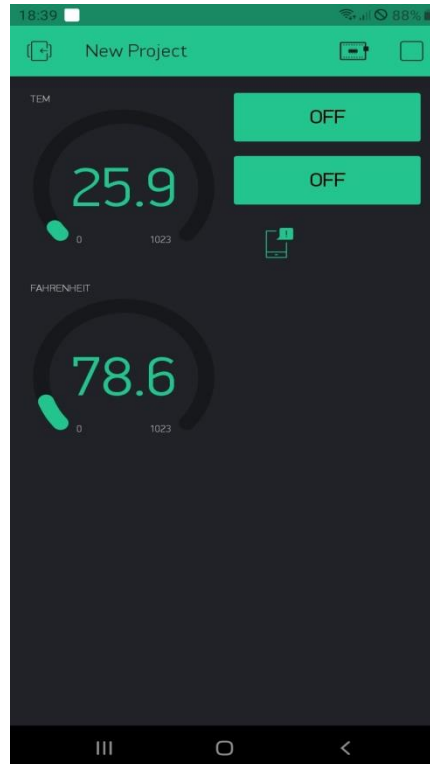 18:39 88%
New Project
TEM
OFF
25.9
OFF
0 1023
FAHRENHEIT
78.6
0 1023